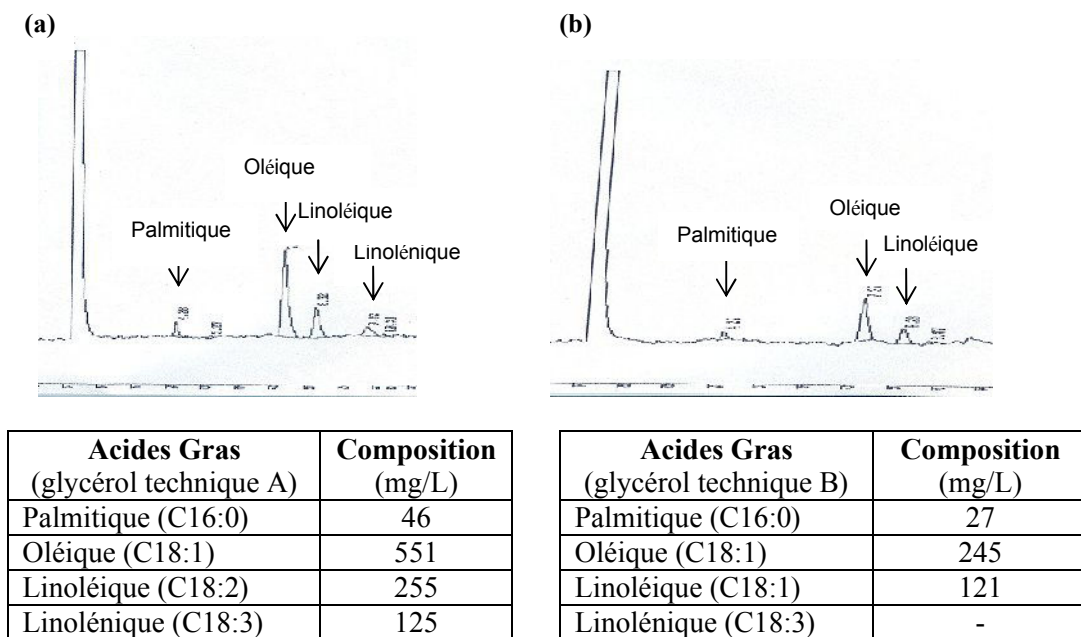 (a)
(b)
Oléique
Linoléique
Palmitique
Linolénique
Oléique
Palmitique
Linoléique
Acides Gras
(glycérol technique A)
Composition
(mg/L)
Palmitique (C16:0) 46
Oléique (C18:1) 551
Linoléique (C18:2) 255
Linolénique (C18:3) 125
Acides Gras
(glycérol technique B)
Composition
(mg/L)
Palmitique (C16:0) 27
Oléique (C18:1) 245
Linoléique (C18:1) 121
Linolénique (C18:3) -